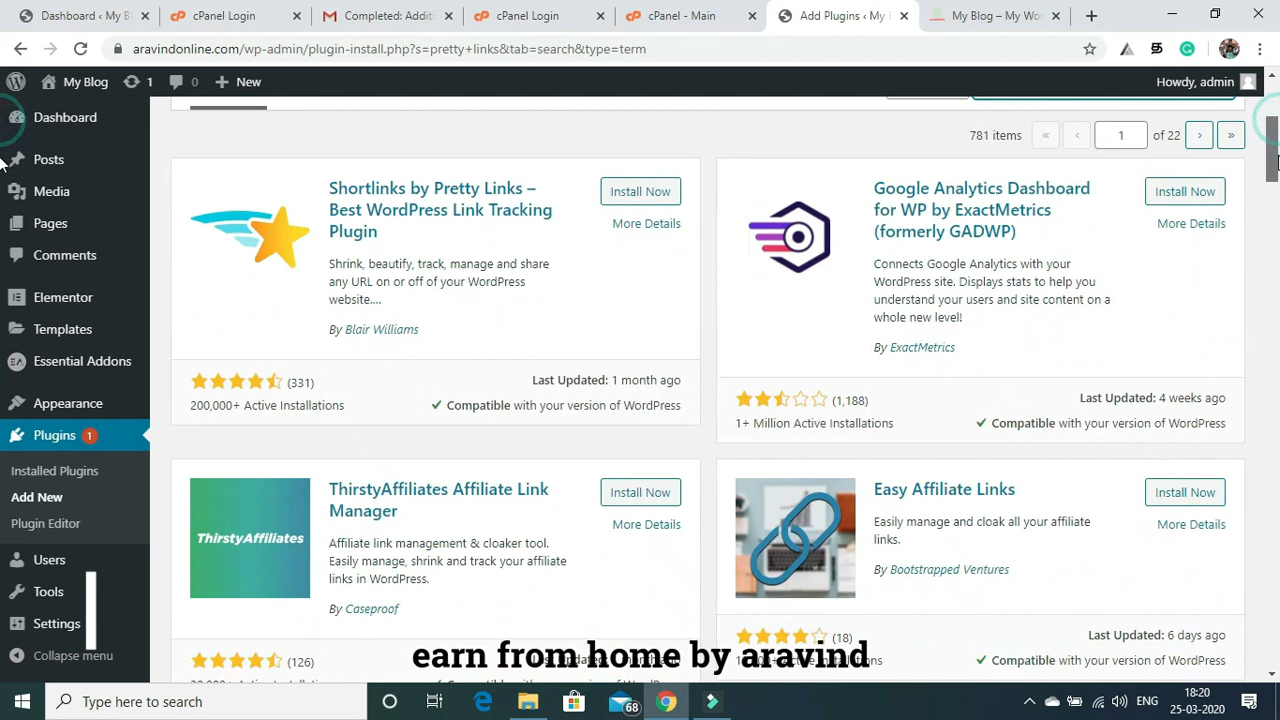 Dashboard ‹ My B
cPanel Login
Completed: Additi
cPanel Login
cPanel - Main
Add Plugins ‹ My B
My Blog – My Wo
aravindonline.com/wp-admin/plugin-install.php?s=pretty+links&tab=search&type=term
My Blog
1
0
New
Howdy, admin
Dashboard
Posts
Media
Pages
Comments
Elementor
Templates
Essential Addons
Appearance
Plugins 1
Installed Plugins
Add New
Plugin Editor
Users
Tools
Settings
Collapse menu
781 items « ‹ 1 of 22 › »
Shortlinks by Pretty Links –
Best WordPress Link Tracking
Plugin
Install Now
More Details
Shrink, beautify, track, manage and share
any URL on or off of your WordPress
website....
By Blair Williams
(331)
Last Updated: 1 month ago
200,000+ Active Installations
Compatible with your version of WordPress
Google Analytics Dashboard
for WP by ExactMetrics
(formerly GADWP)
Install Now
More Details
Connects Google Analytics with your
WordPress site. Displays stats to help you
understand your users and site content on a
whole new level!
By ExactMetrics
(1,188)
Last Updated: 4 weeks ago
1+ Million Active Installations
Compatible with your version of WordPress
ThirstyAffiliates
ThirstyAffiliates Affiliate Link
Manager
Install Now
More Details
Affiliate link management & cloaker tool.
Easily manage, shrink and track your affiliate
links in WordPress.
By Caseproof
(126)
Compatible with your version of WordPress
Easy Affiliate Links
Install Now
More Details
Easily manage and cloak all your affiliate
links.
By Bootstrapped Ventures
(18)
Last Updated: 6 days ago
Compatible with your version of WordPress
earn from home by aravind
Type here to search
68
ENG
18:20
25-03-2020